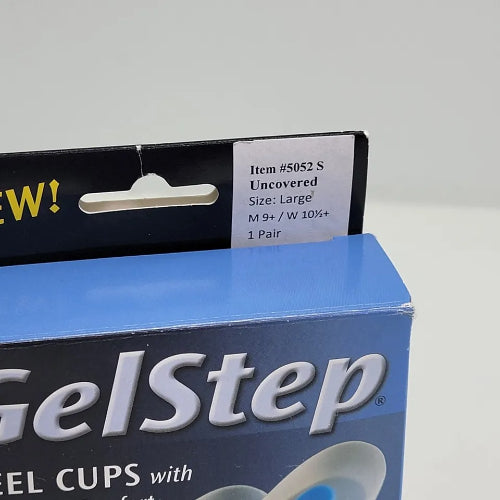 EW!
Item #5052 S
Uncovered
Size: Large
M 9+ / W 10½+
1 Pair
GelStep®
EEL CUPS with